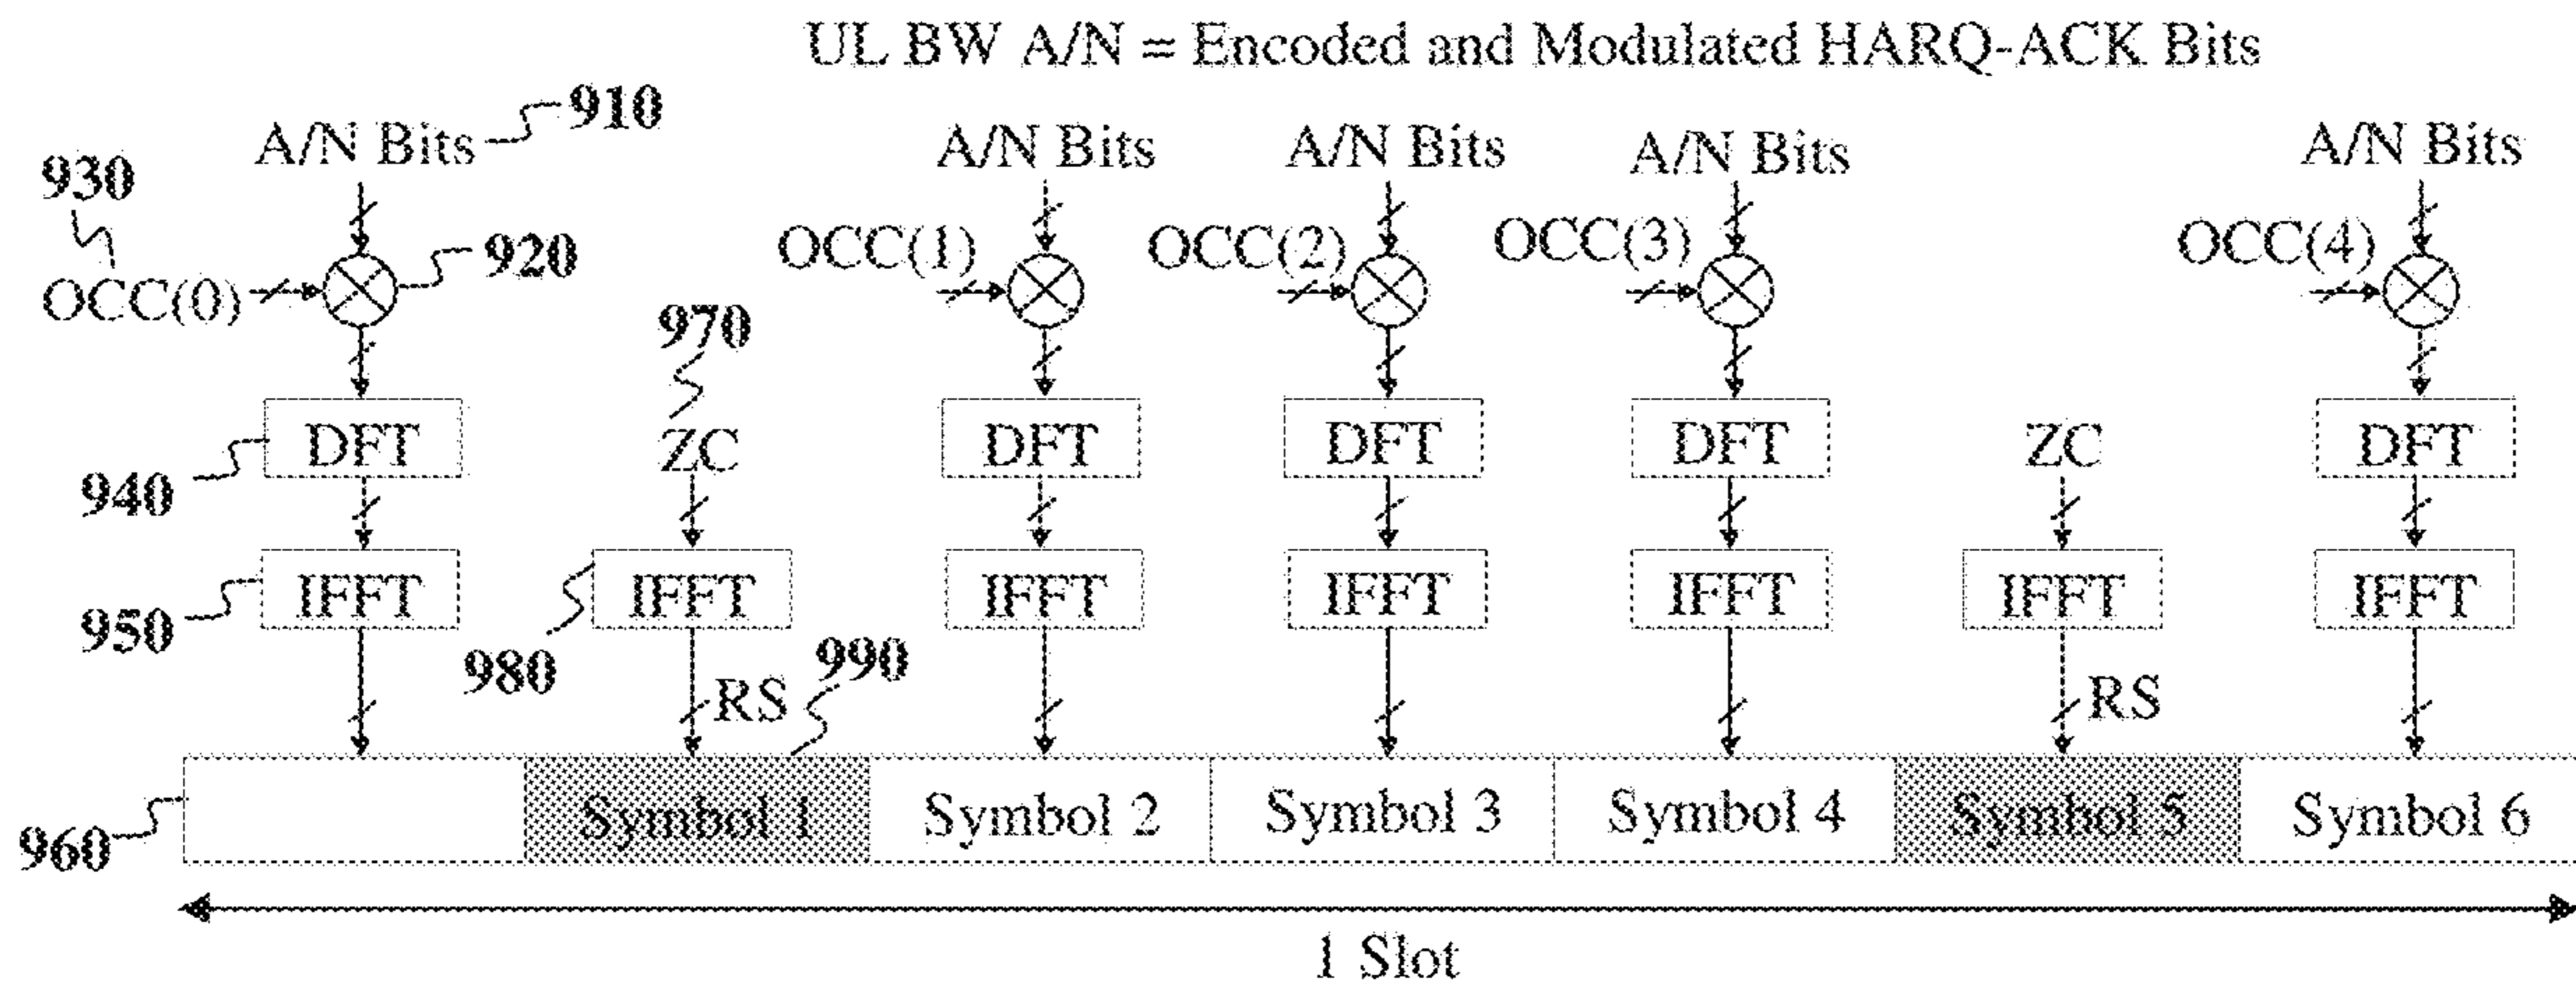 UL BW A/N = Encoded and Modulated HARQ-ACK Bits
910
A/N Bits A/N Bits A/N Bits A/N Bits A/N Bits
930
920
OCC(0) OCC(1) OCC(2) OCC(3) OCC(4)
970
DFT ZC DFT DFT DFT ZC DFT
940
IFFT IFFT IFFT IFFT IFFT IFFT IFFT
950
980 990
RS RS
Symbol 1 Symbol 2 Symbol 3 Symbol 4 Symbol 5 Symbol 6
960
1 Slot